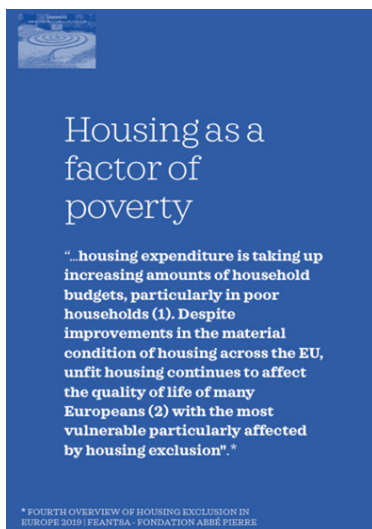 Housing as a
factor of
poverty
“...housing expenditure is taking up
increasing amounts of household
budgets, particularly in poor
households (1). Despite
improvements in the material
condition of housing across the EU,
unfit housing continues to affect
the quality of life of many
Europeans (2) with the most
vulnerable particularly affected
by housing exclusion”.*
* FOURTH OVERVIEW OF HOUSING EXCLUSION IN
EUROPE 2019 | FEANTSA - FONDATION ABBÉ PIERRE